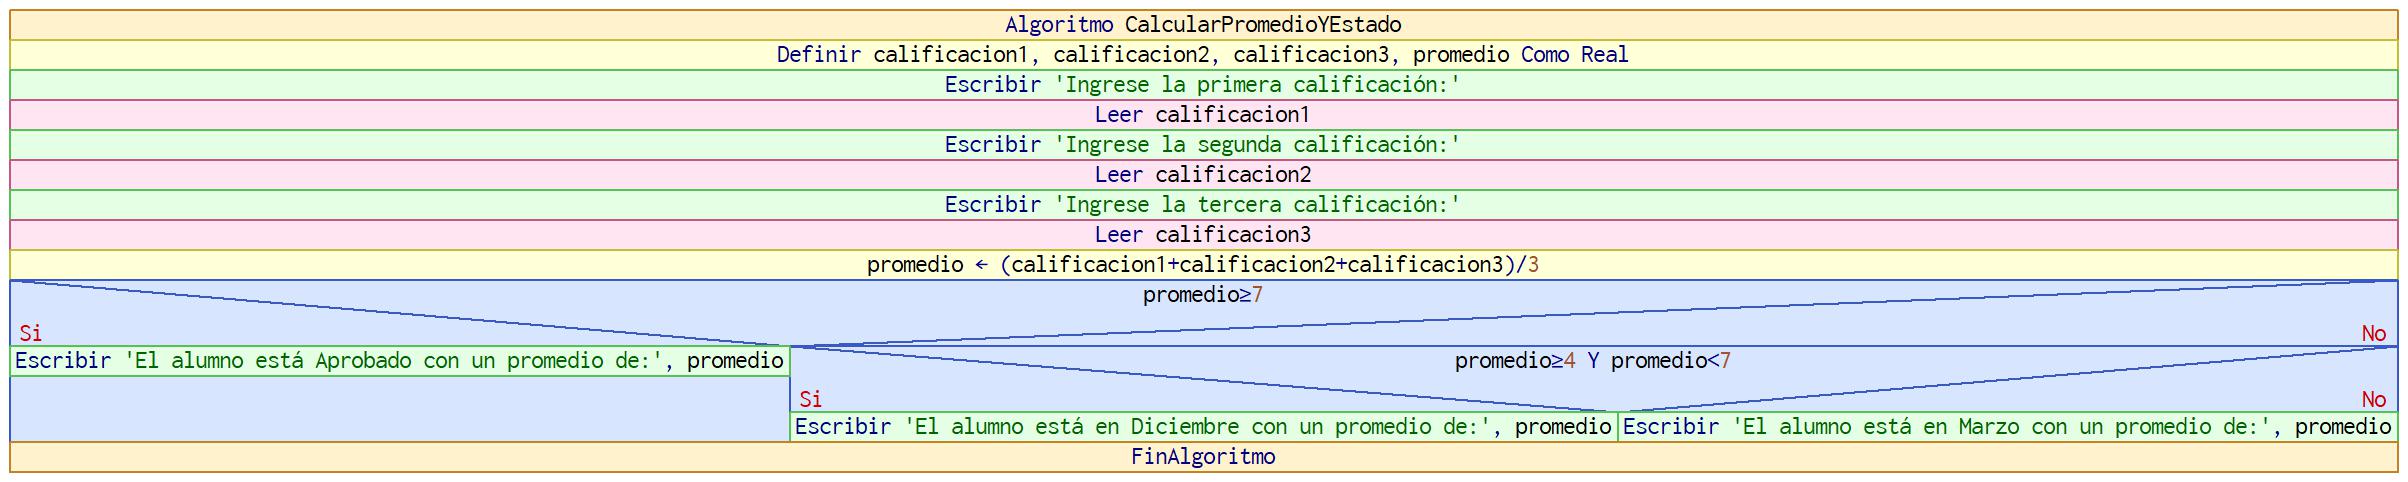 Algoritmo CalcularPromedioYEstado
Definir calificacion1, calificacion2, calificacion3, promedio Como Real
Escribir 'Ingrese la primera calificación:'
Leer calificacion1
Escribir 'Ingrese la segunda calificación:'
Leer calificacion2
Escribir 'Ingrese la tercera calificación:'
Leer calificacion3
promedio ← (calificacion1+calificacion2+calificacion3)/3
promedio≥7
Si
No
Escribir 'El alumno está Aprobado con un promedio de:', promedio
promedio≥4 Y promedio<7
Si
No
Escribir 'El alumno está en Diciembre con un promedio de:', promedio
Escribir 'El alumno está en Marzo con un promedio de:', promedio
FinAlgoritmo